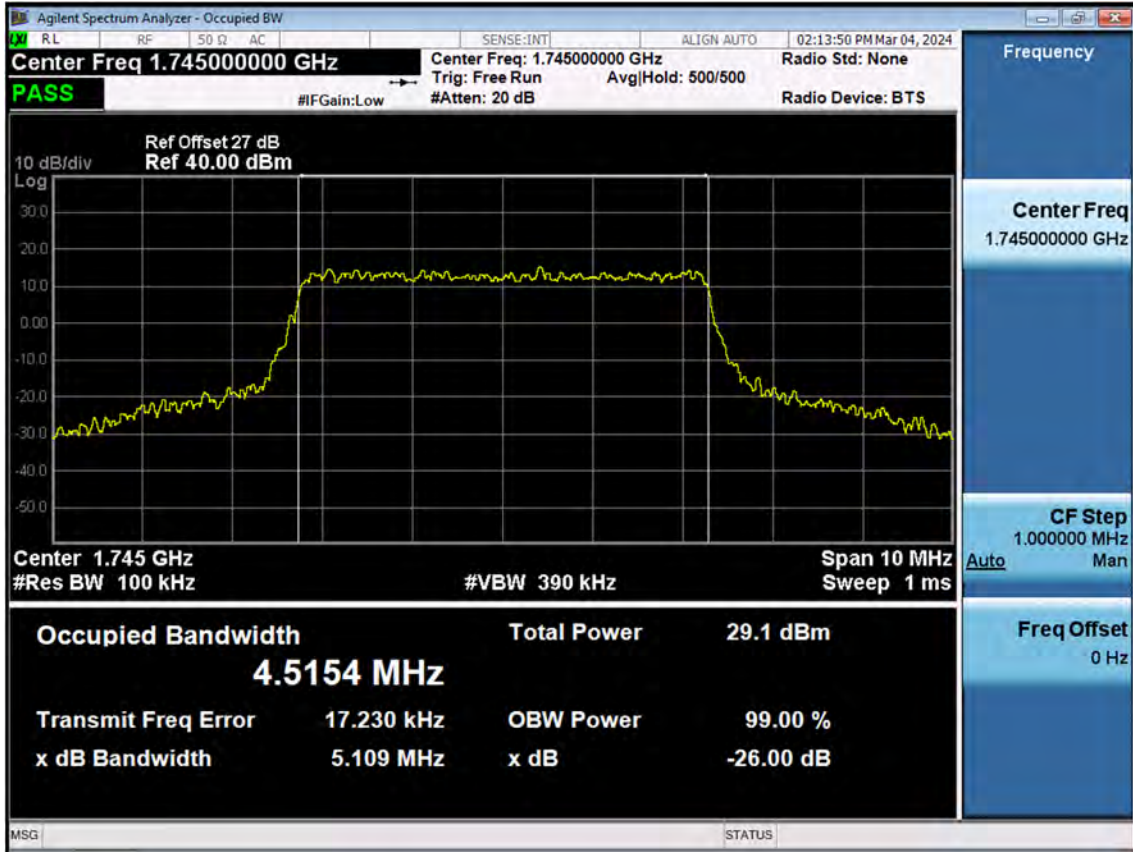 Agilent Spectrum Analyzer - Occupied BW
LXI RL RF 50 Ω AC SENSE:INT ALIGN AUTO 02:13:50 PM Mar 04, 2024
Center Freq 1.745000000 GHz
Center Freq: 1.745000000 GHz
Radio Std: None
Trig: Free Run Avg|Hold: 500/500
PASS
#IFGain:Low
#Atten: 20 dB
Radio Device: BTS
Ref Offset 27 dB
10 dB/div Ref 40.00 dBm
Log
30.0
20.0
10.0
0.00
-10.0
-20.0
-30.0
-40.0
-50.0
Center 1.745 GHz Span 10 MHz
#Res BW 100 kHz #VBW 390 kHz Sweep 1 ms
Occupied Bandwidth Total Power 29.1 dBm
4.5154 MHz
Transmit Freq Error 17.230 kHz OBW Power 99.00 %
x dB Bandwidth 5.109 MHz x dB -26.00 dB
MSG STATUS
Frequency
Center Freq
1.745000000 GHz
CF Step
1.000000 MHz
Auto Man
Freq Offset
0 Hz